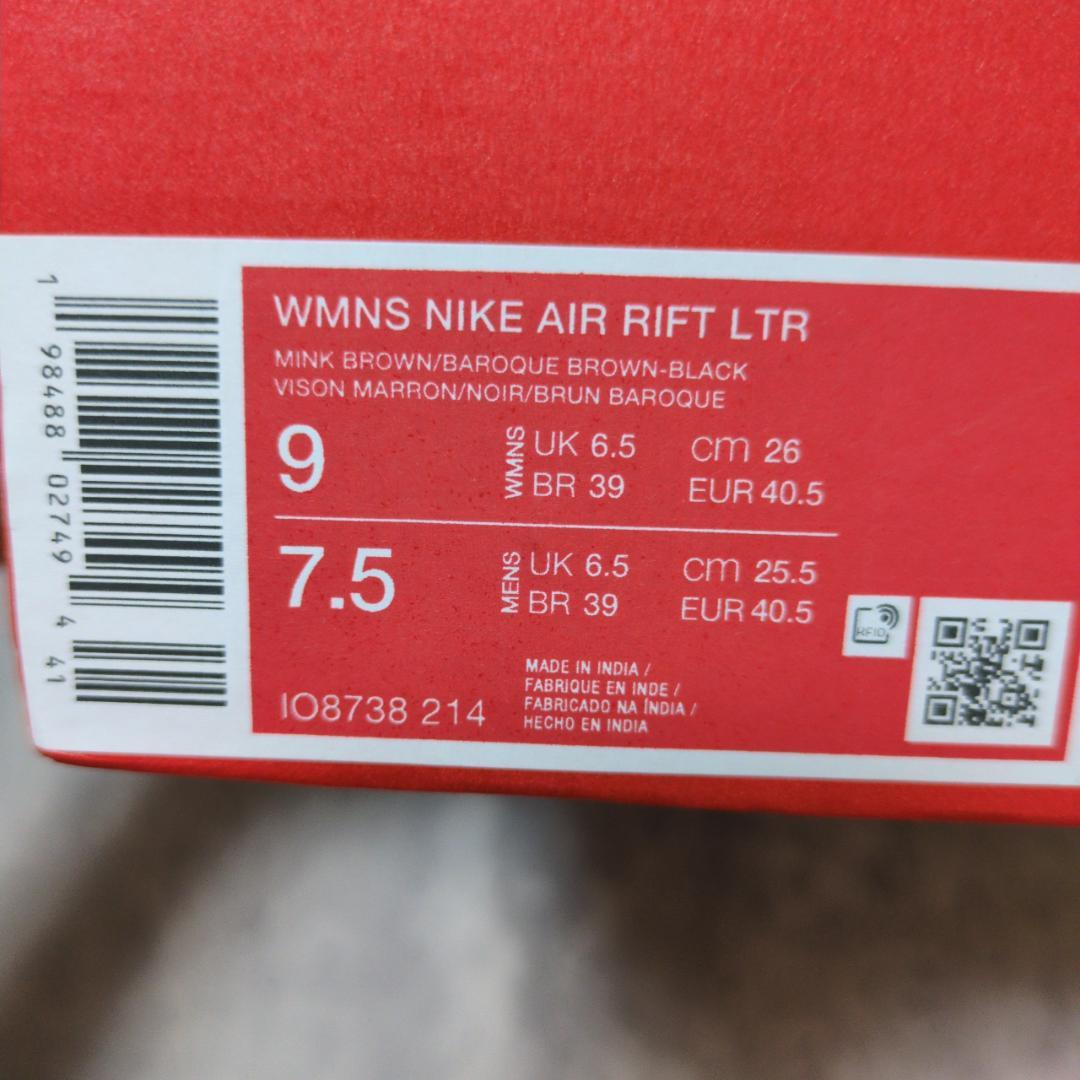 WMNS NIKE AIR RIFT LTR
MINK BROWN/BAROQUE BROWN-BLACK
VISON MARRON/NOIR/BRUN BAROQUE
9
WMNS
UK 6.5 cm 26
BR 39 EUR 40.5
7.5
MENS
UK 6.5 cm 25.5
BR 39 EUR 40.5
IO8738 214
MADE IN INDIA /
FABRIQUE EN INDE /
FABRICADO NA ÍNDIA /
HECHO EN INDIA
RFID
1 98488 02749 4 41